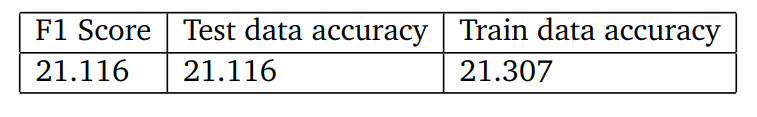 F1 Score Test data accuracy Train data accuracy
21.116 21.116 21.307